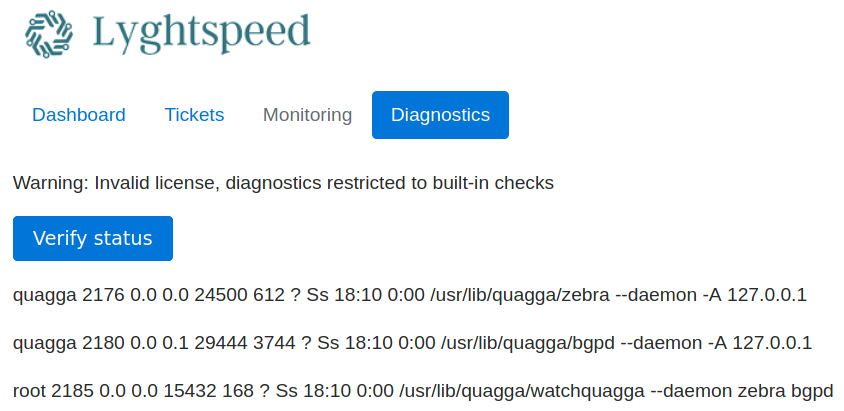 Lyghtspeed
Dashboard Tickets Monitoring Diagnostics
Warning: Invalid license, diagnostics restricted to built-in checks
Verify status
quagga 2176 0.0 0.0 24500 612 ? Ss 18:10 0:00 /usr/lib/quagga/zebra --daemon -A 127.0.0.1
quagga 2180 0.0 0.1 29444 3744 ? Ss 18:10 0:00 /usr/lib/quagga/bgpd --daemon -A 127.0.0.1
root 2185 0.0 0.0 15432 168 ? Ss 18:10 0:00 /usr/lib/quagga/watchquagga --daemon zebra bgpd